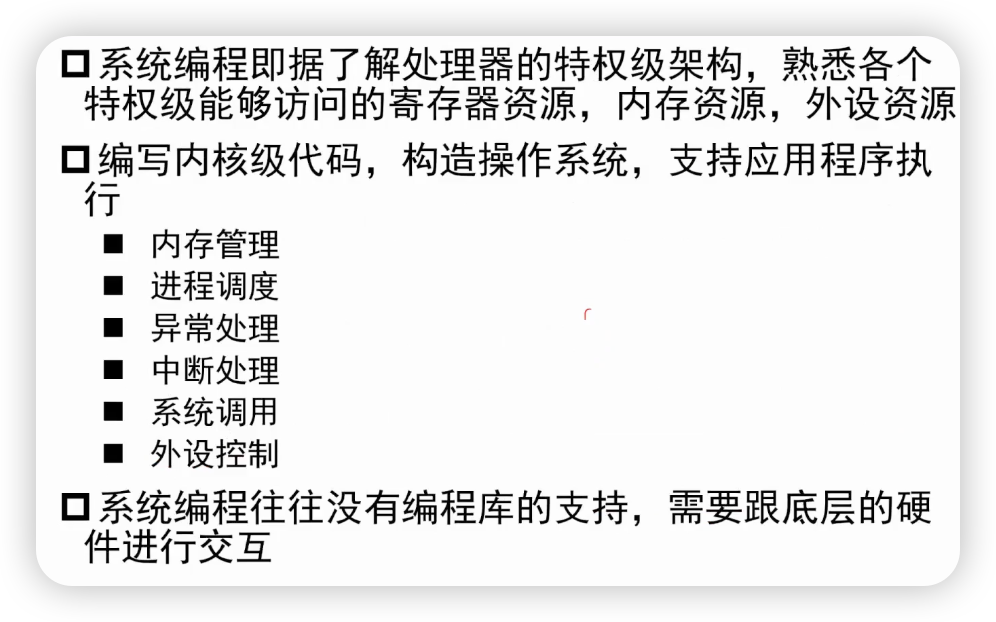 系统编程即据了解处理器的特权级架构，熟悉各个
特权级能够访问的寄存器资源，内存资源，外设资源
编写内核级代码，构造操作系统，支持应用程序执
行
内存管理
进程调度
异常处理
中断处理
系统调用
外设控制
系统编程往往没有编程库的支持，需要跟底层的硬
件进行交互